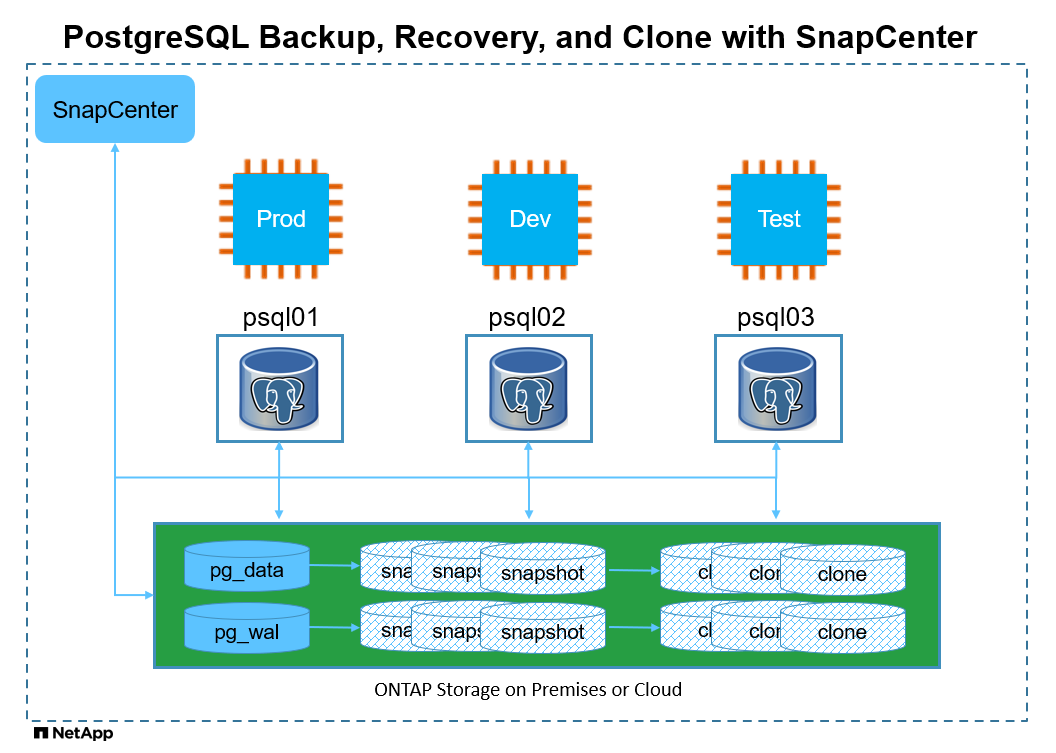 PostgreSQL Backup, Recovery, and Clone with SnapCenter
SnapCenter
Prod
Dev
Test
psql01
psql02
psql03
pg_data
sna
snaps
snapshot
cl
clon
clone
pg_wal
sna
snaps
snapshot
cl
clon
clone
ONTAP Storage on Premises or Cloud
NetApp